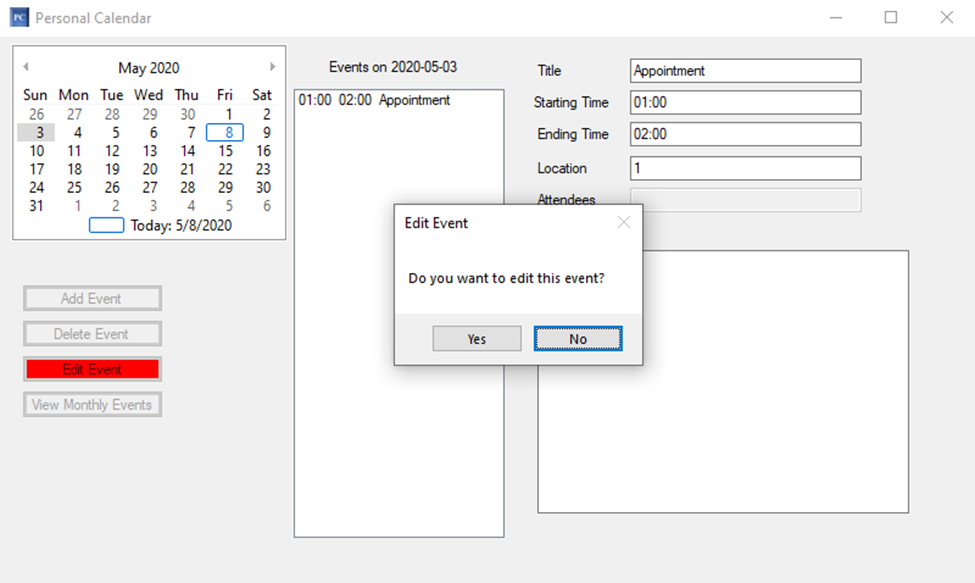 PC Personal Calendar
May 2020
Sun Mon Tue Wed Thu Fri Sat
26 27 28 29 30 1 2
3 4 5 6 7 8 9
10 11 12 13 14 15 16
17 18 19 20 21 22 23
24 25 26 27 28 29 30
31 1 2 3 4 5 6
Today: 5/8/2020
Add Event
Delete Event
Edit Event
View Monthly Events
Events on 2020-05-03
01:00 02:00 Appointment
Title Appointment
Starting Time 01:00
Ending Time 02:00
Location 1
Attendees
Edit Event
Do you want to edit this event?
Yes No